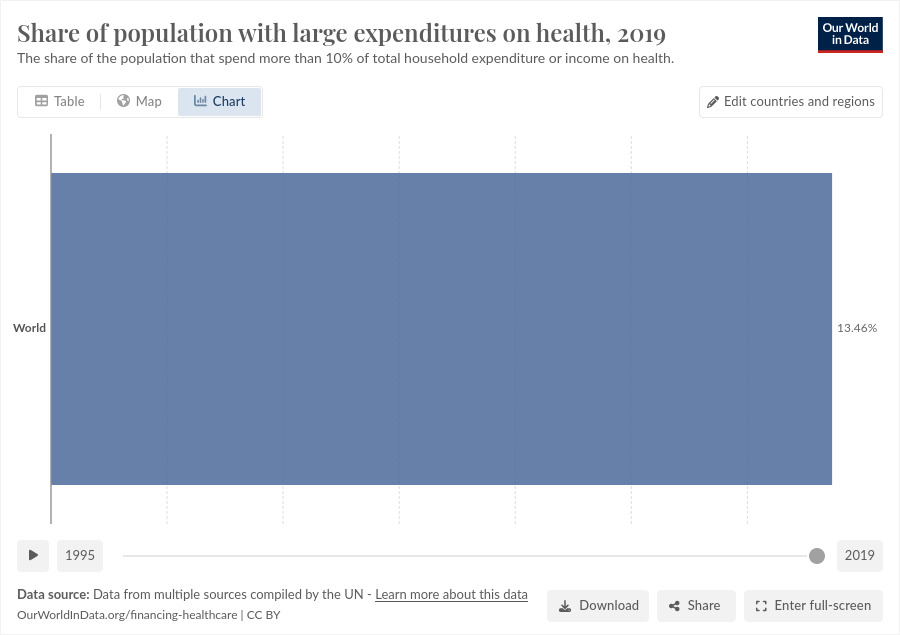 Share of population with large expenditures on health, 2019
The share of the population that spend more than 10% of total household expenditure or income on health.
Our World
in Data
Table
Map
Chart
Edit countries and regions
World
13.46%
1995
2019
Data source: Data from multiple sources compiled by the UN - Learn more about this data
OurWorldInData.org/financing-healthcare | CC BY
Download
Share
Enter full-screen